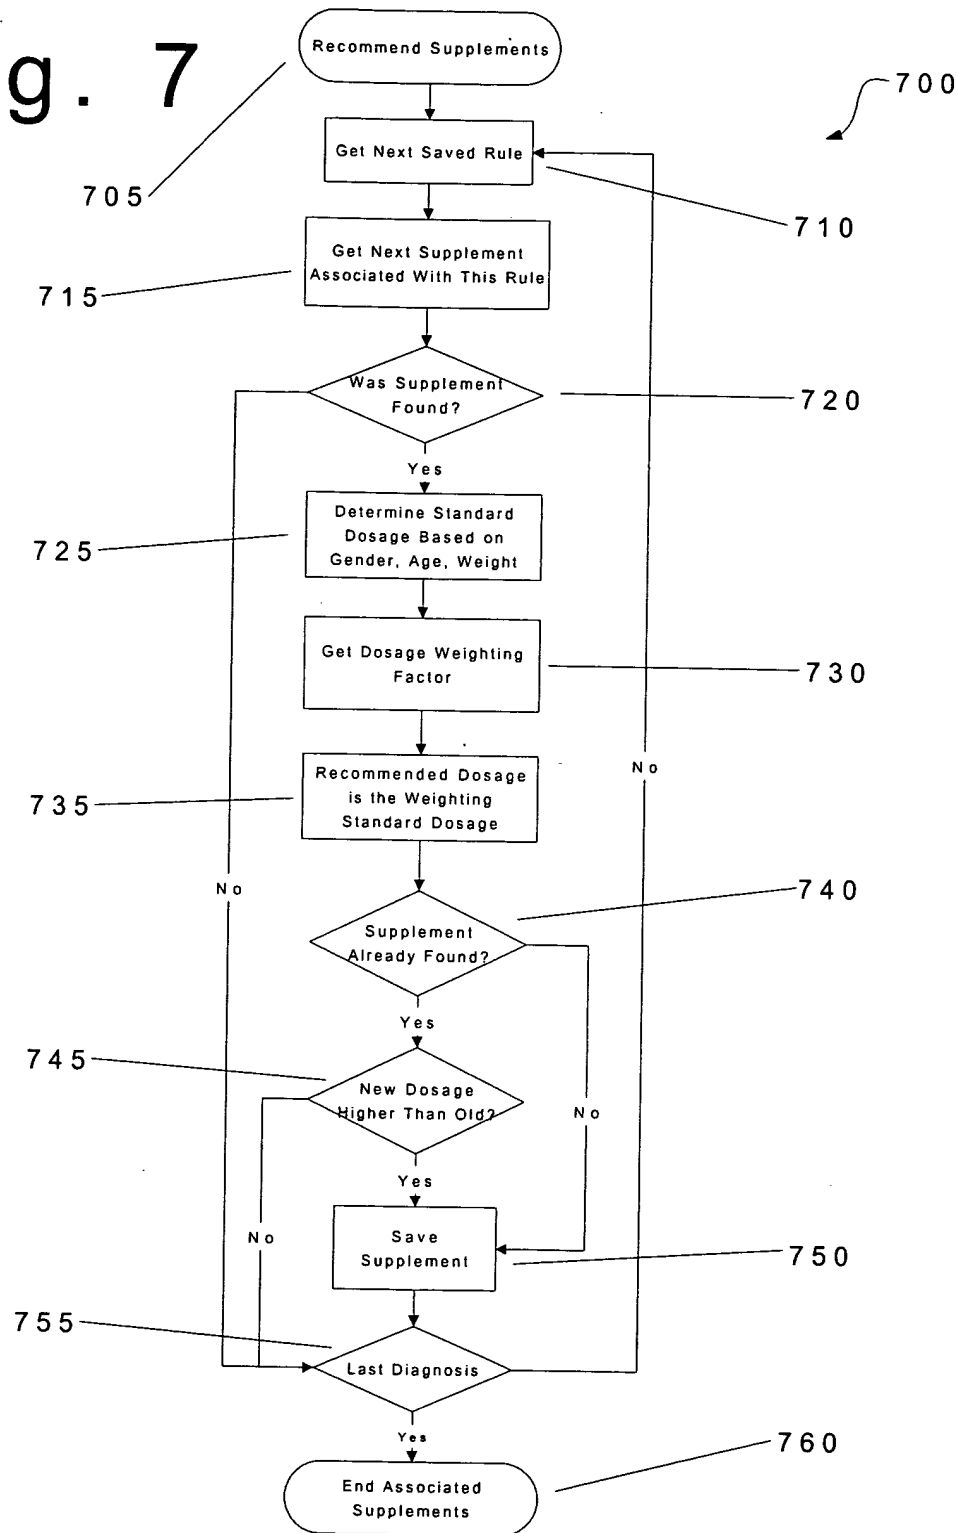 g. 7
Recommend Supplements
700
Get Next Saved Rule
705
710
Get Next Supplement
Associated With This Rule
715
Was Supplement
Found?
720
Yes
Determine Standard
Dosage Based on
Gender, Age, Weight
725
Get Dosage Weighting
Factor
730
Recommended Dosage
is the Weighting
Standard Dosage
735
No
No
740
Supplement
Already Found?
Yes
745
New Dosage
Higher Than Old?
No
Yes
No
Save
Supplement
750
755
Last Diagnosis
Yes
760
End Associated
Supplements